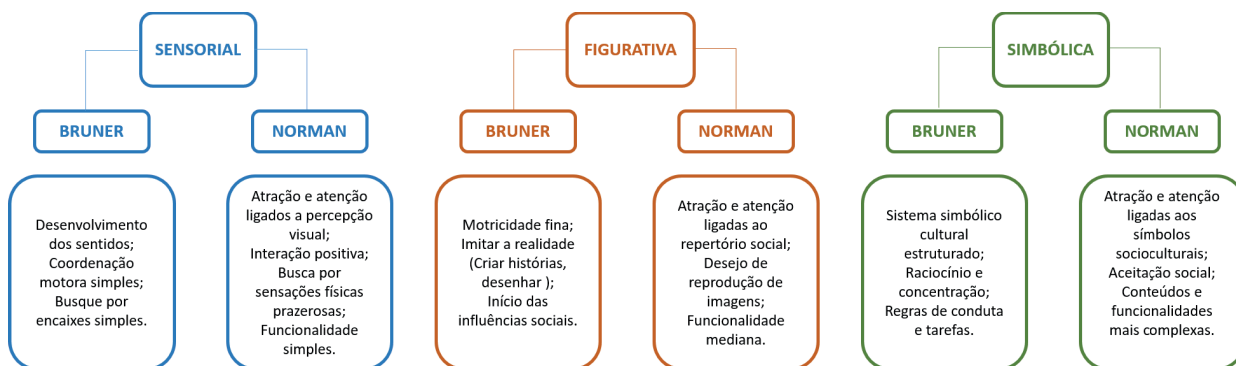 SENSORIAL
BRUNER
NORMAN
Desenvolvimento
dos sentidos;
Coordenação
motora simples;
Busque por
encaixes simples.
Atração e atenção
ligados a percepção
visual;
Interação positiva;
Busca por
sensações físicas
prazerosas;
Funcionalidade
simples.
FIGURATIVA
BRUNER
NORMAN
Motricidade fina;
Imitar a realidade
(Criar histórias,
desenhar );
Início das
influências sociais.
Atração e atenção
ligadas ao
repertório social;
Desejo de
reprodução de
imagens;
Funcionalidade
mediana.
SIMBÓLICA
BRUNER
NORMAN
Sistema simbólico
cultural
estruturado;
Raciocínio e
concentração;
Regras de conduta
e tarefas.
Atração e atenção
ligadas aos
símbolos
socioculturais;
Aceitação social;
Conteúdos e
funcionalidades
mais complexas.